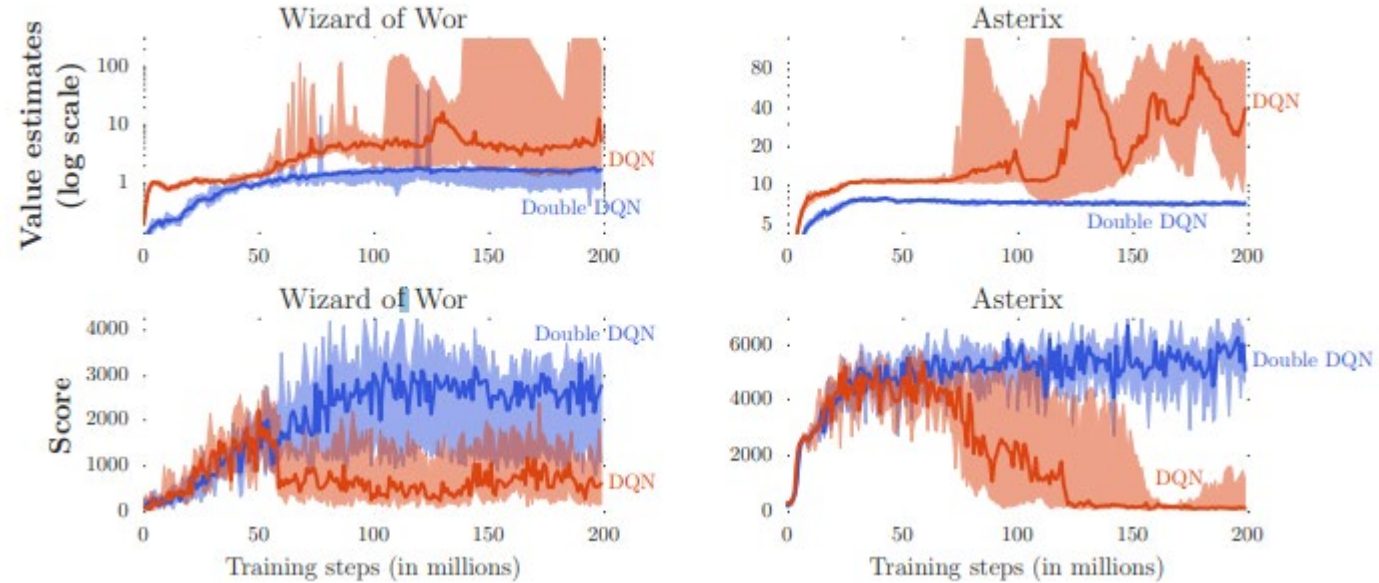 Wizard of Wor
Asterix
Value estimates
(log scale)
100
10
1
DQN
Double DQN
0
50
100
150
200
80
40
20
10
5
DQN
Double DQN
0
50
100
150
200
Wizard of Wor
Asterix
Score
4000
3000
2000
1000
0
Double DQN
DQN
0
50
100
150
200
Training steps (in millions)
6000
4000
2000
0
Double DQN
DQN
0
50
100
150
200
Training steps (in millions)